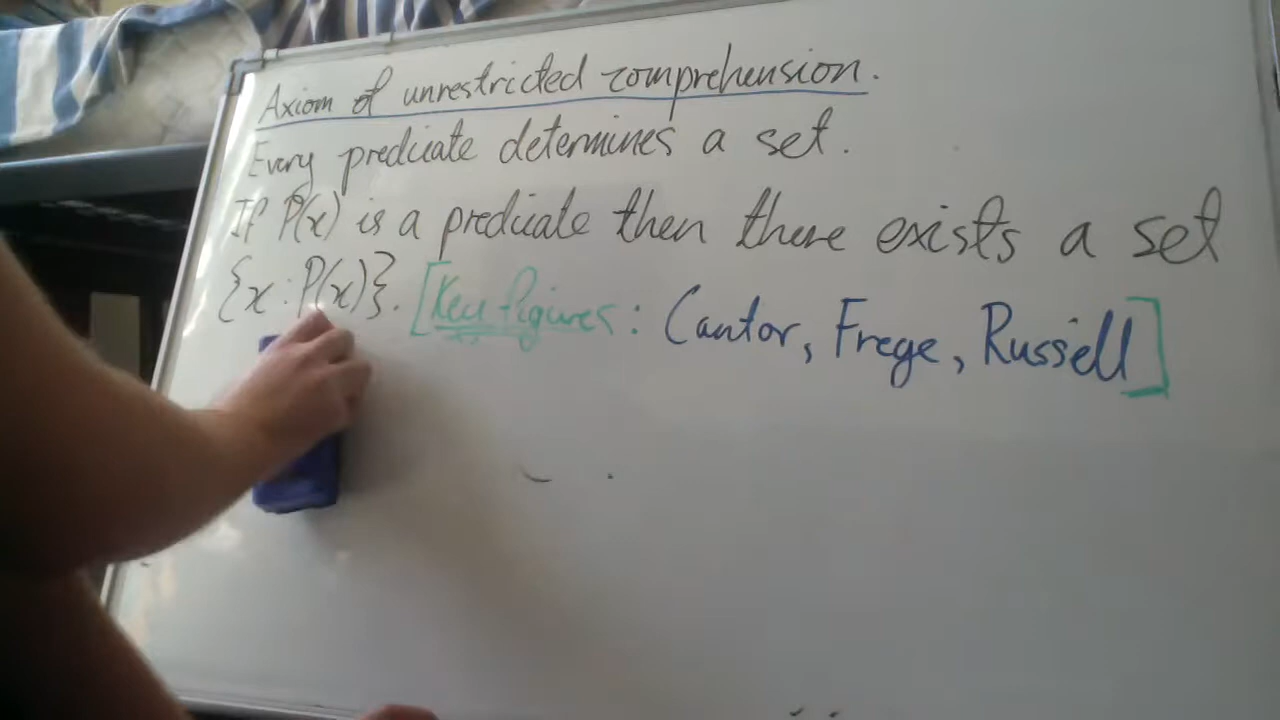 Axiom of unrestricted comprehension.
Every predicate determines a set.
If P(x) is a predicate then there exists a set
{x : P(x)}. [Key figures: Cantor, Frege, Russell]